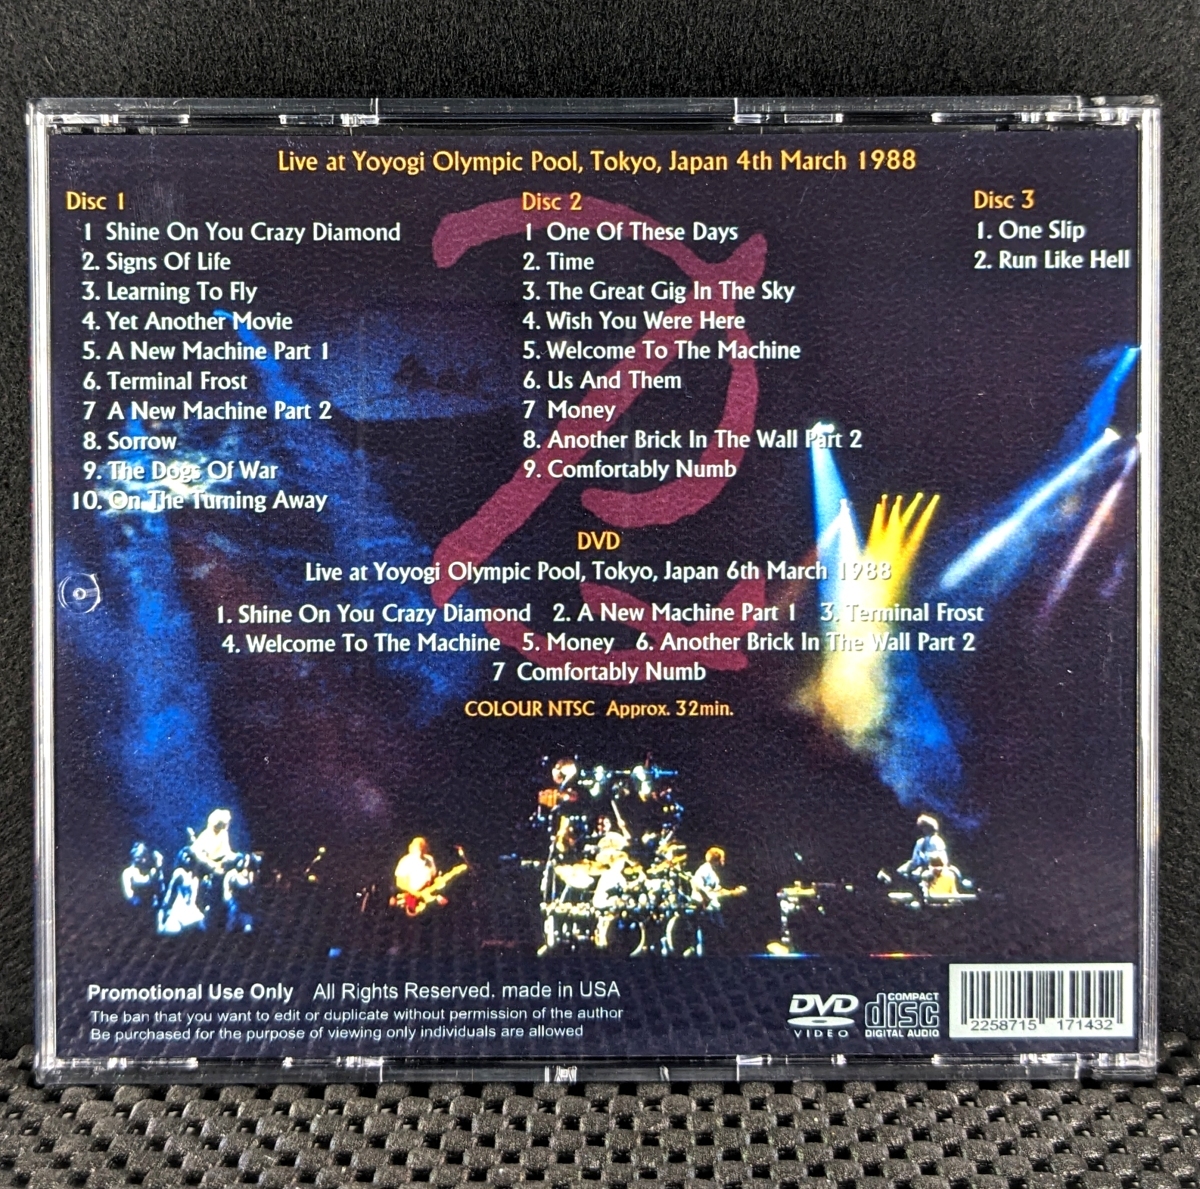 Live at Yoyogi Olympic Pool, Tokyo, Japan 4th March 1988
Disc 1
1 Shine On You Crazy Diamond
2. Signs Of Life
3. Learning To Fly
4. Yet Another Movie
5. A New Machine Part 1
6. Terminal Frost
7 A New Machine Part 2
8. Sorrow
9. The Dogs Of War
10. On The Turning Away
Disc 2
1 One Of These Days
2. Time
3. The Great Gig In The Sky
4. Wish You Were Here
5. Welcome To The Machine
6. Us And Them
7 Money
8. Another Brick In The Wall Part 2
9. Comfortably Numb
Disc 3
1. One Slip
2. Run Like Hell
DVD
Live at Yoyogi Olympic Pool, Tokyo, Japan 6th March 1988
1. Shine On You Crazy Diamond 2. A New Machine Part 1 3. Terminal Frost
4. Welcome To The Machine 5. Money 6. Another Brick In The Wall Part 2
7 Comfortably Numb
COLOUR NTSC Approx. 32min.
Promotional Use Only All Rights Reserved. made in USA
The ban that you want to edit or duplicate without permission of the author
Be purchased for the purpose of viewing only individuals are allowed
DVD
VIDEO
COMPACT
disc
DIGITAL AUDIO
2258715 171432